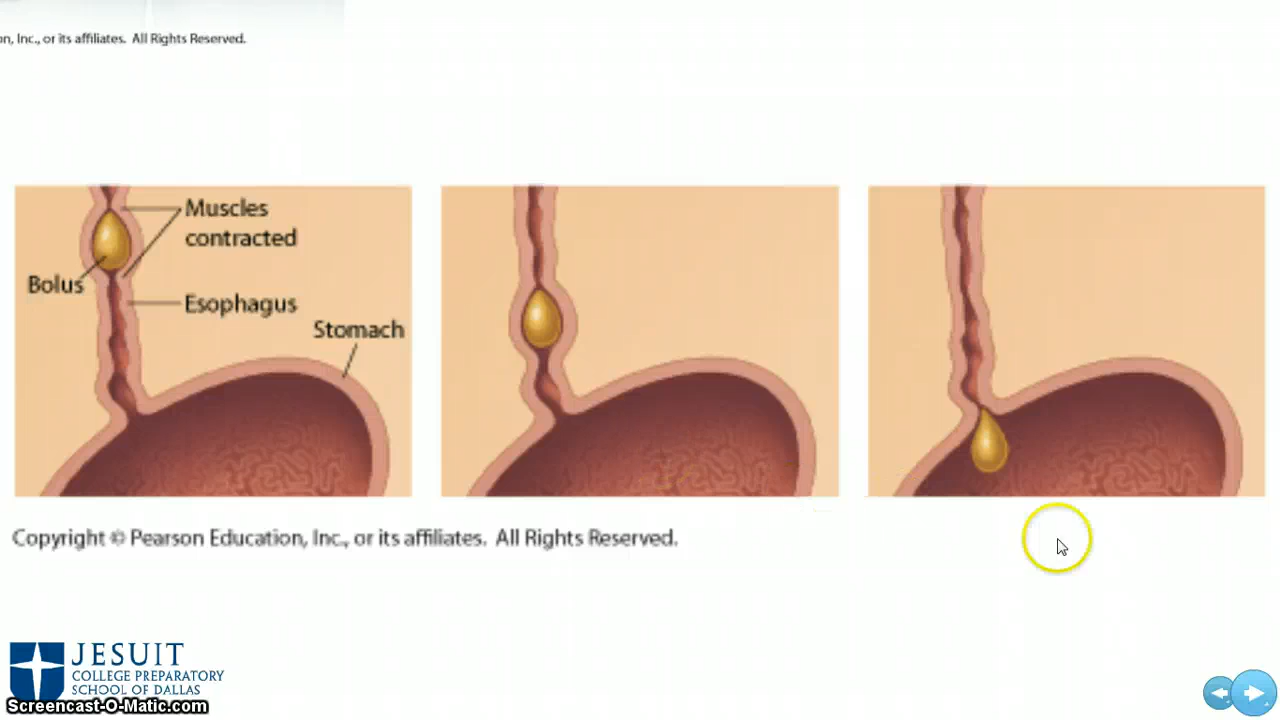 on, Inc., or its affiliates. All Rights Reserved.
Muscles
contracted
Bolus
Esophagus
Stomach
Copyright © Pearson Education, Inc., or its affiliates. All Rights Reserved.
JESUIT
COLLEGE PREPARATORY
SCHOOL OF DALLAS
Screencast-O-Matic.com